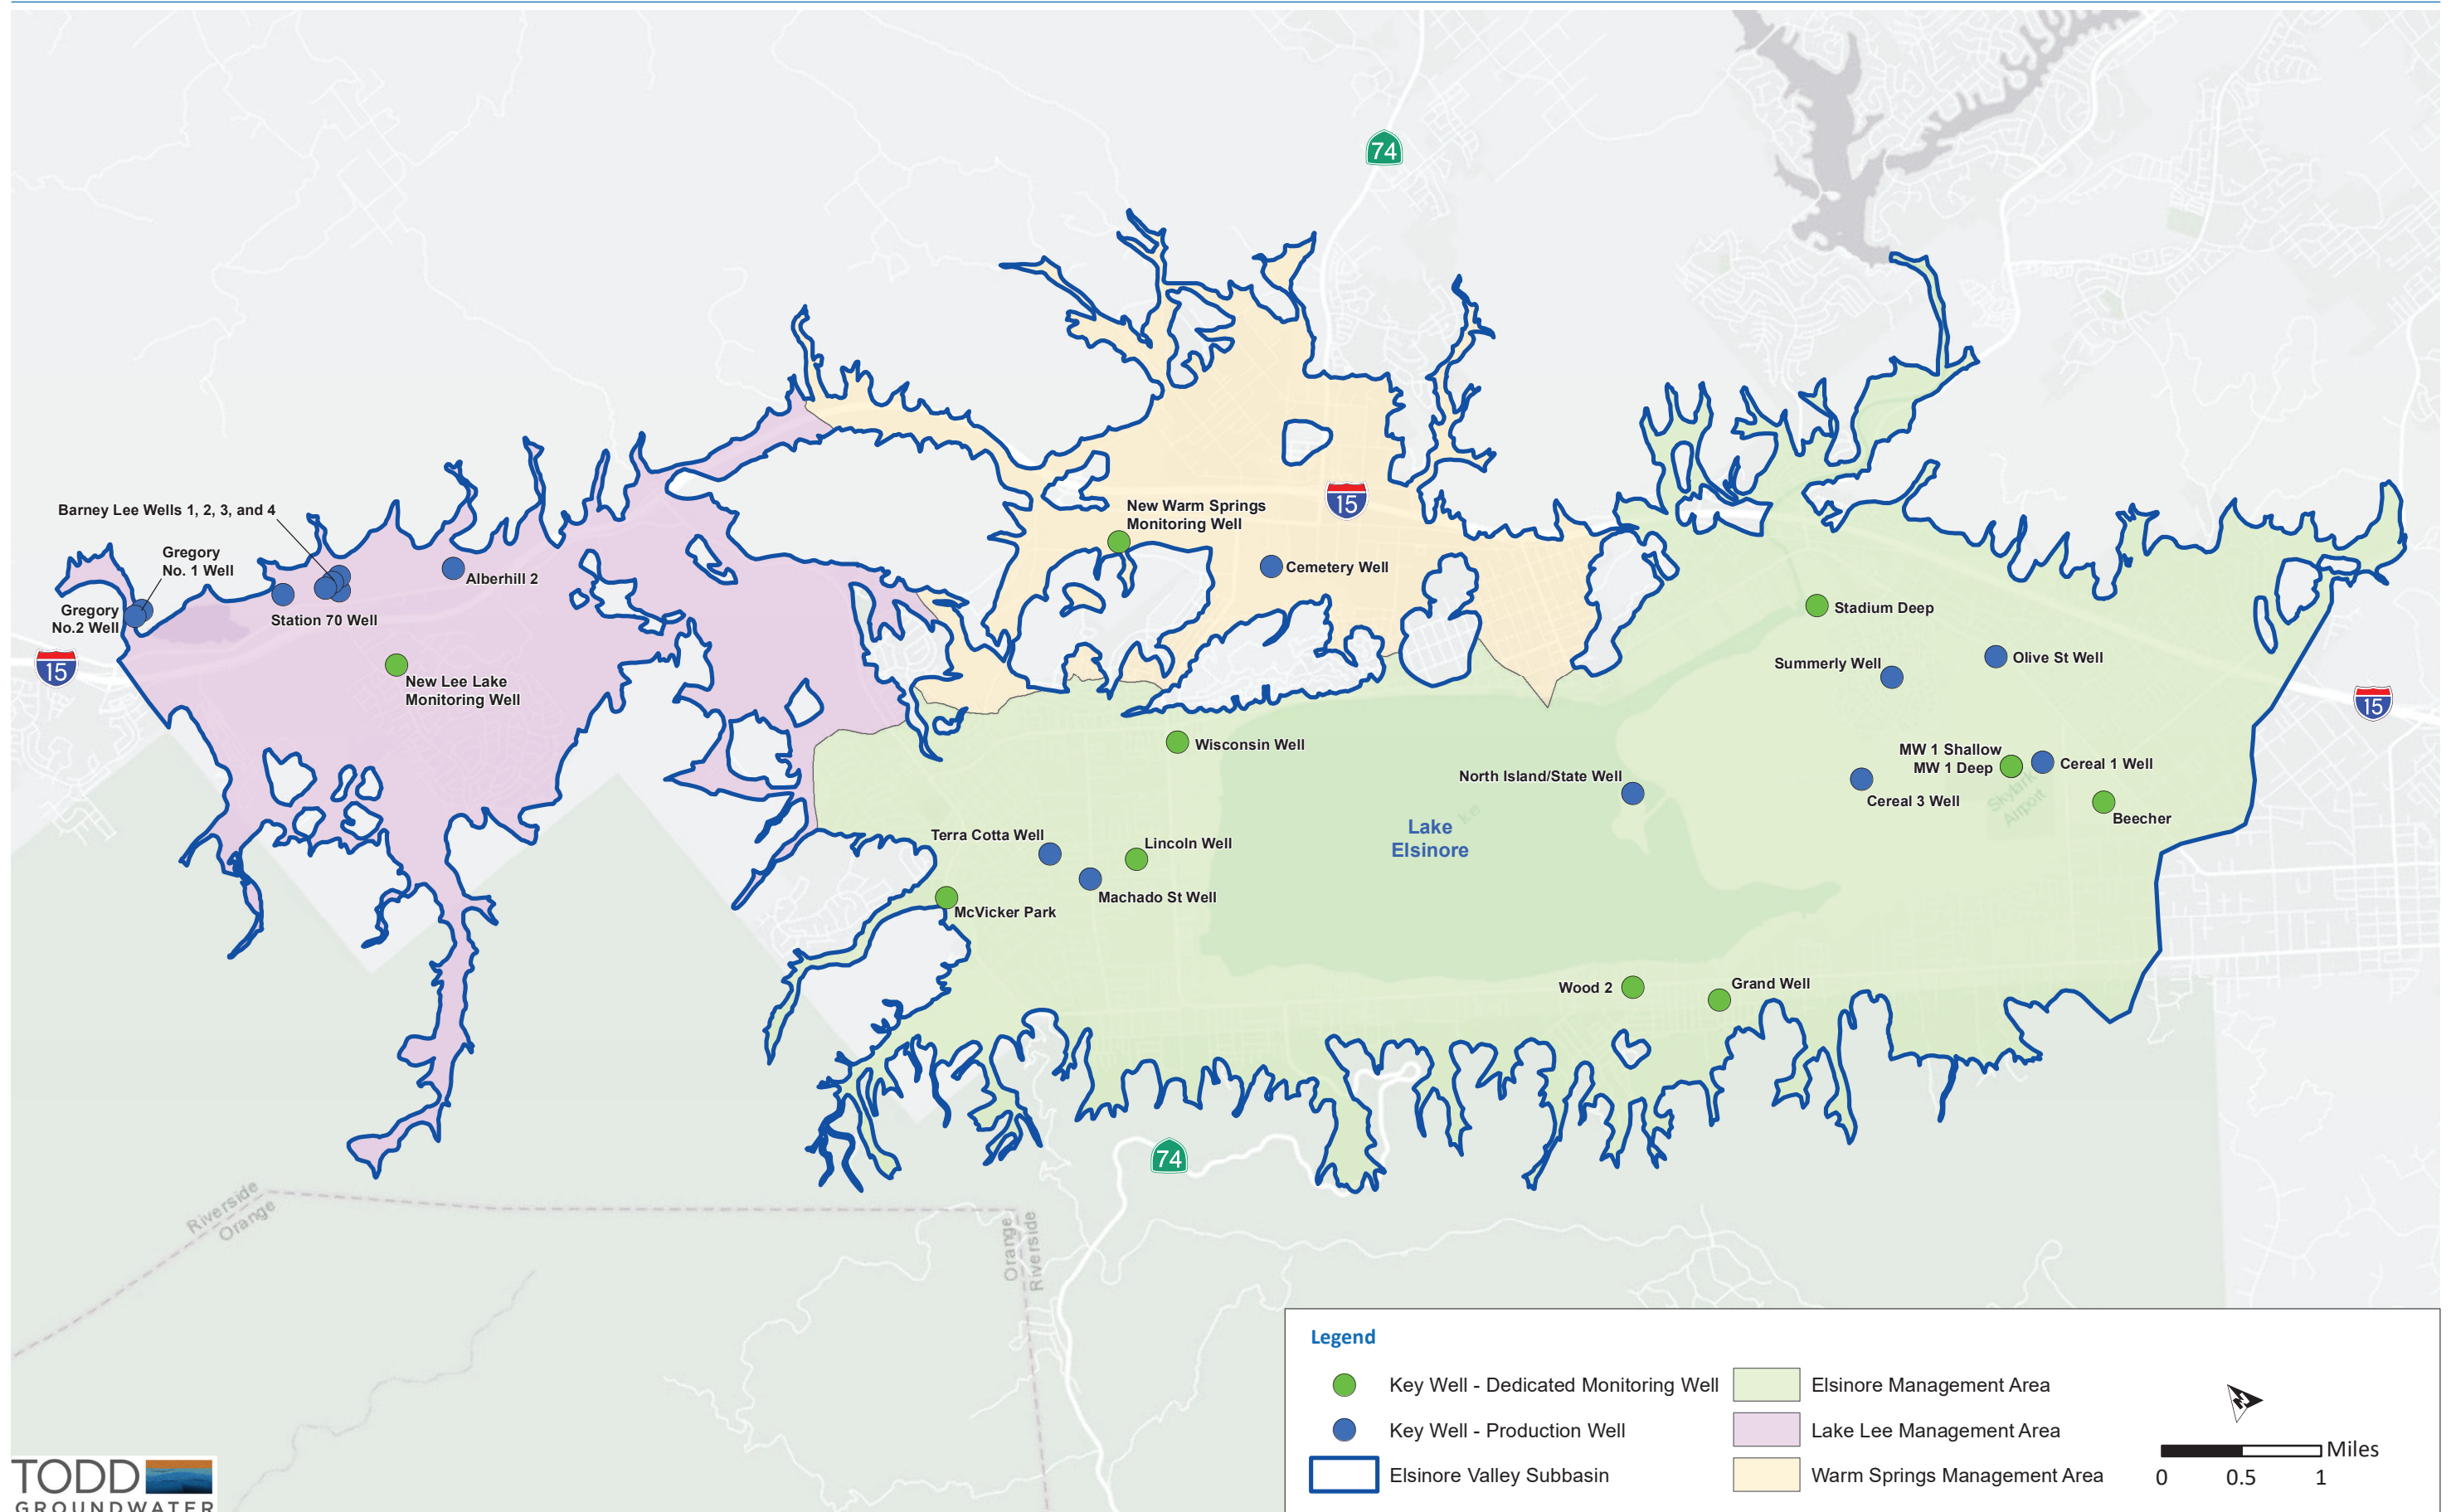 74
Barney Lee Wells 1, 2, 3, and 4
New Warm Springs
Monitoring Well
15
Gregory
No. 1 Well
Cemetery Well
Alberhill 2
Gregory
No.2 Well
Station 70 Well
Stadium Deep
15
New Lee Lake
Monitoring Well
Summerly Well
Olive St Well
15
Wisconsin Well
MW 1 Shallow
MW 1 Deep
Cereal 1 Well
North Island/State Well
Cereal 3 Well
Skylark
Airport
Beecher
Lake
Elsinore
Terra Cotta Well
Lincoln Well
Machado St Well
McVicker Park
Wood 2
Grand Well
74
Riverside
Orange
Orange
Riverside
Legend
Key Well - Dedicated Monitoring Well
Key Well - Production Well
Elsinore Valley Subbasin
Elsinore Management Area
Lake Lee Management Area
Warm Springs Management Area
N
Miles
0 0.5 1
TODD
GROUNDWATER